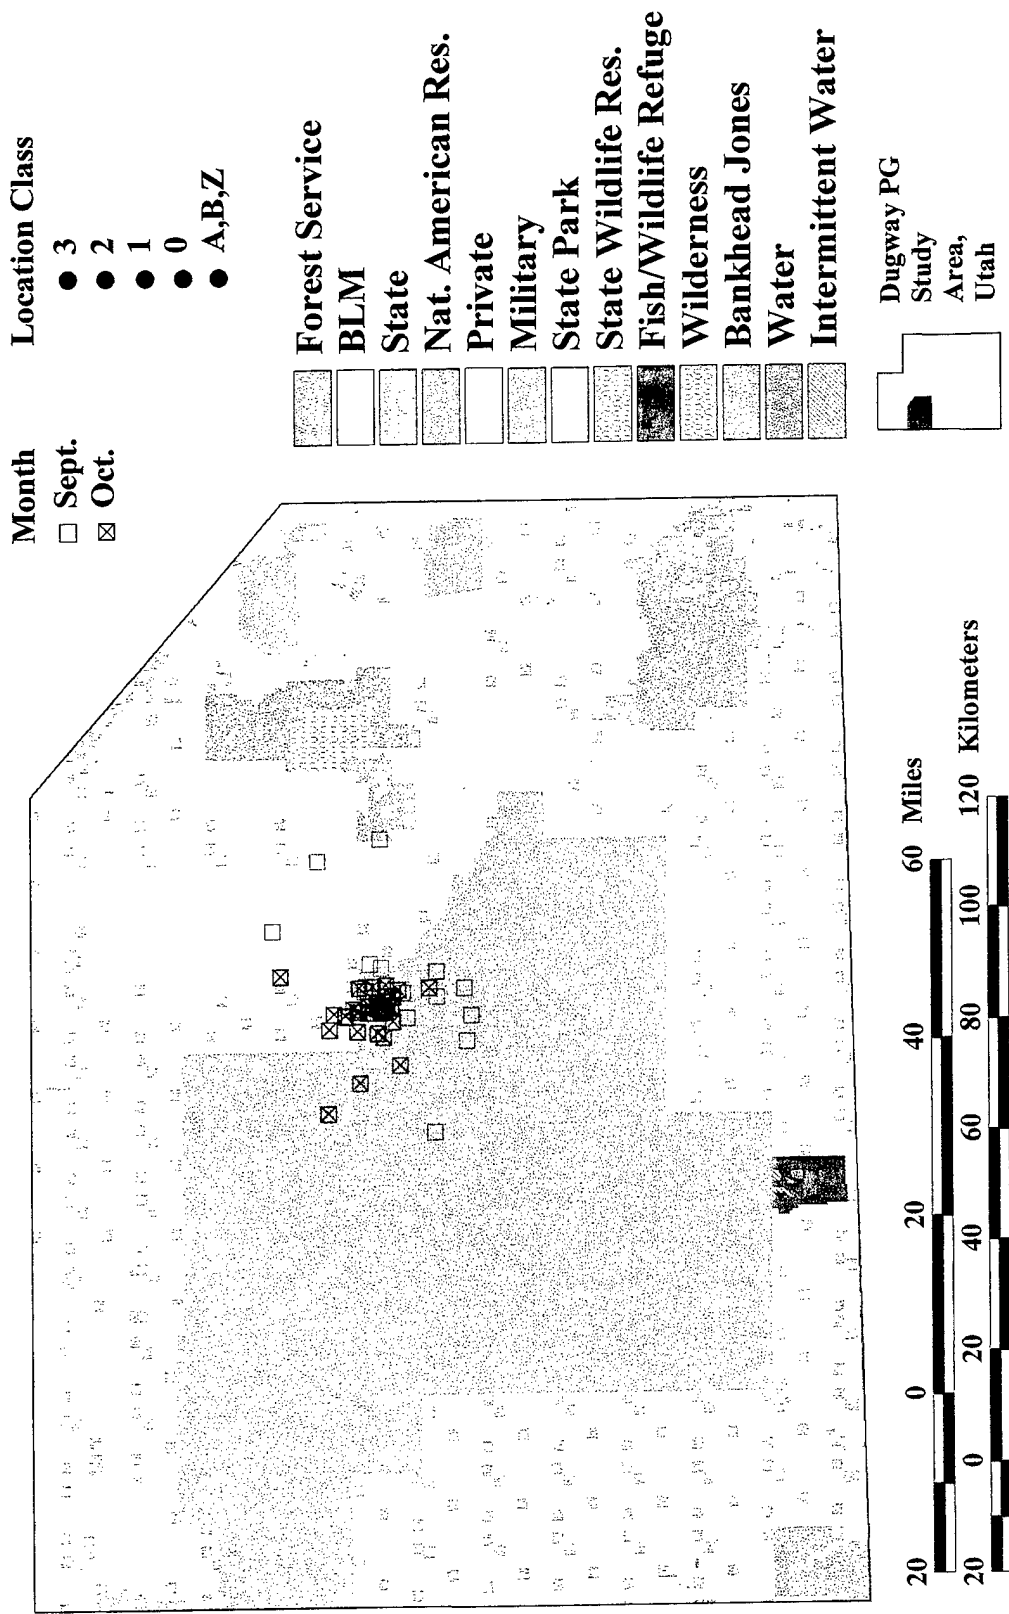 Month
Sept.
Oct.
Location Class
3
2
1
0
A,B,Z
Forest Service
BLM
State
Nat. American Res.
Private
Military
State Park
State Wildlife Res.
Fish/Wildlife Refuge
Wilderness
Bankhead Jones
Water
Intermittent Water
Dugway PG
Study
Area,
Utah
20 0 20 40 60 Miles
20 0 20 40 60 80 100 120 Kilometers